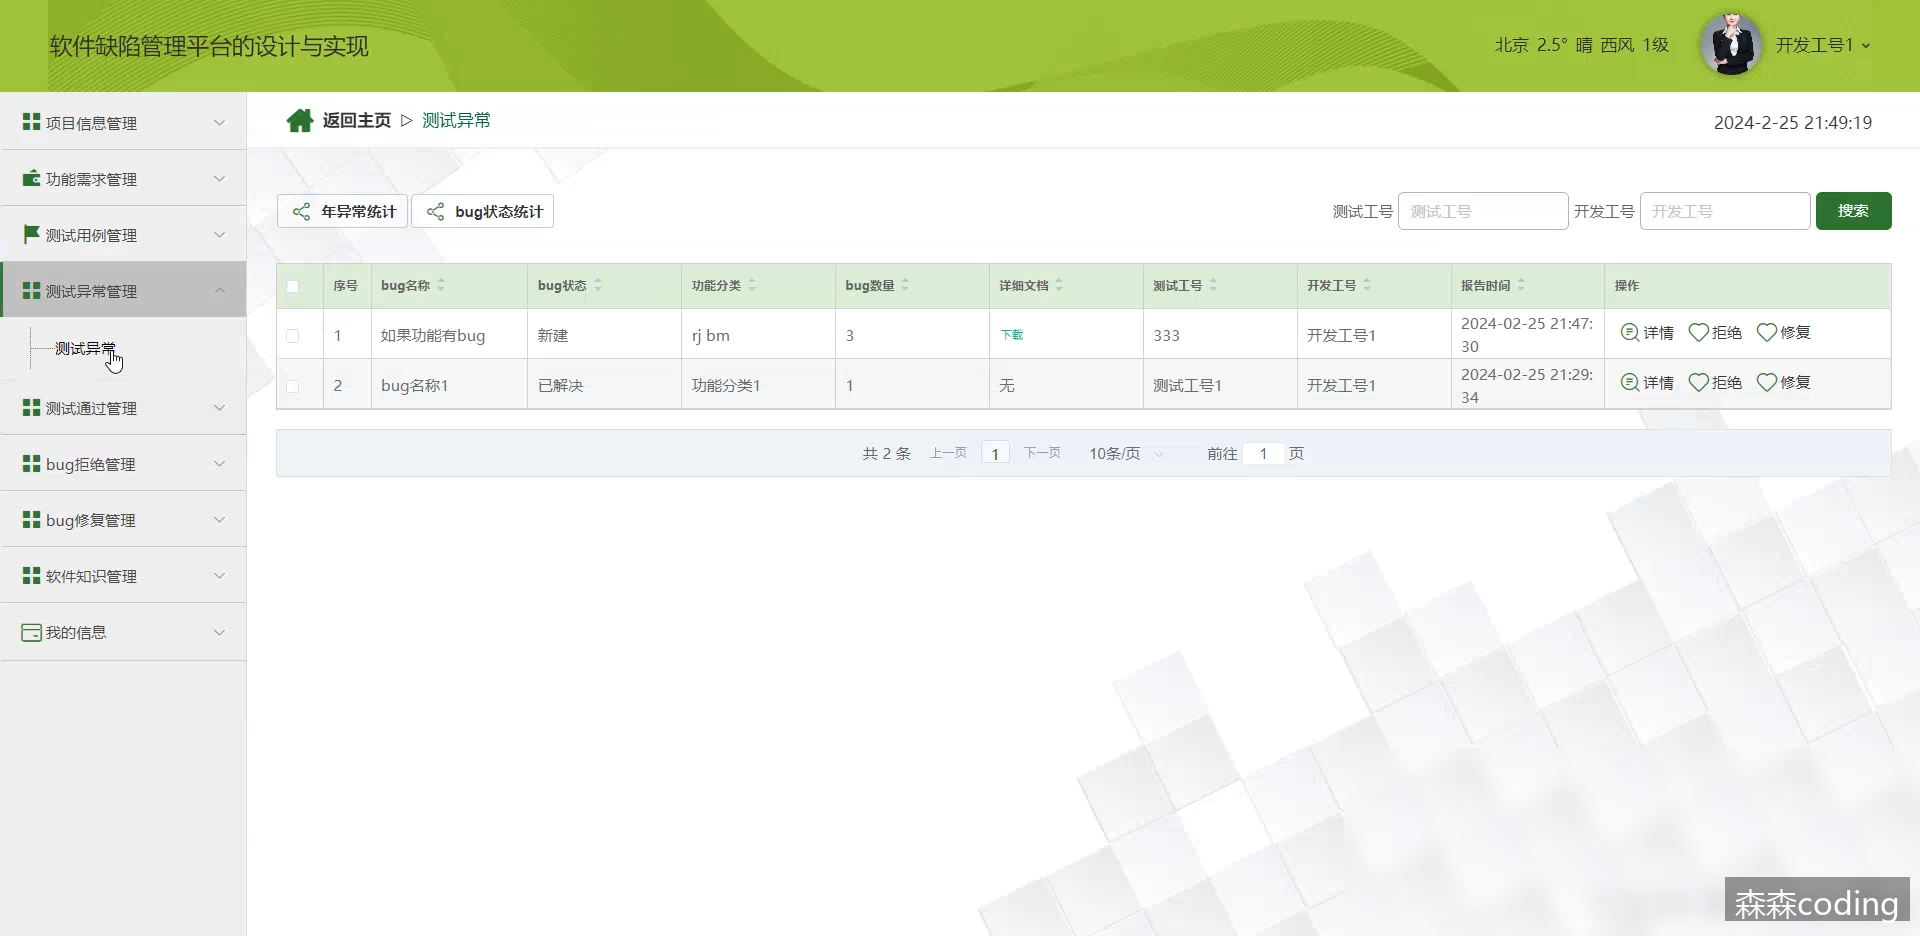 软件缺陷管理平台的设计与实现
北京 2.5° 晴 西风 1级
开发工号1
项目信息管理
功能需求管理
测试用例管理
测试异常管理
测试异常
测试通过管理
bug拒绝管理
bug修复管理
软件知识管理
我的信息
返回主页 ▷ 测试异常
2024-2-25 21:49:19
年异常统计 bug状态统计
测试工号 测试工号 开发工号 开发工号 搜索
序号 bug名称 bug状态 功能分类 bug数量 详细文档 测试工号 开发工号 报告时间 操作
1 如果功能有bug 新建 rj bm 3 下载 333 开发工号1 2024-02-25 21:47:
30 详情 拒绝 修复
2 bug名称1 已解决 功能分类1 1 无 测试工号1 开发工号1 2024-02-25 21:29:
34 详情 拒绝 修复
共 2 条 上一页 1 下一页 10条/页 前往 1 页
森森coding